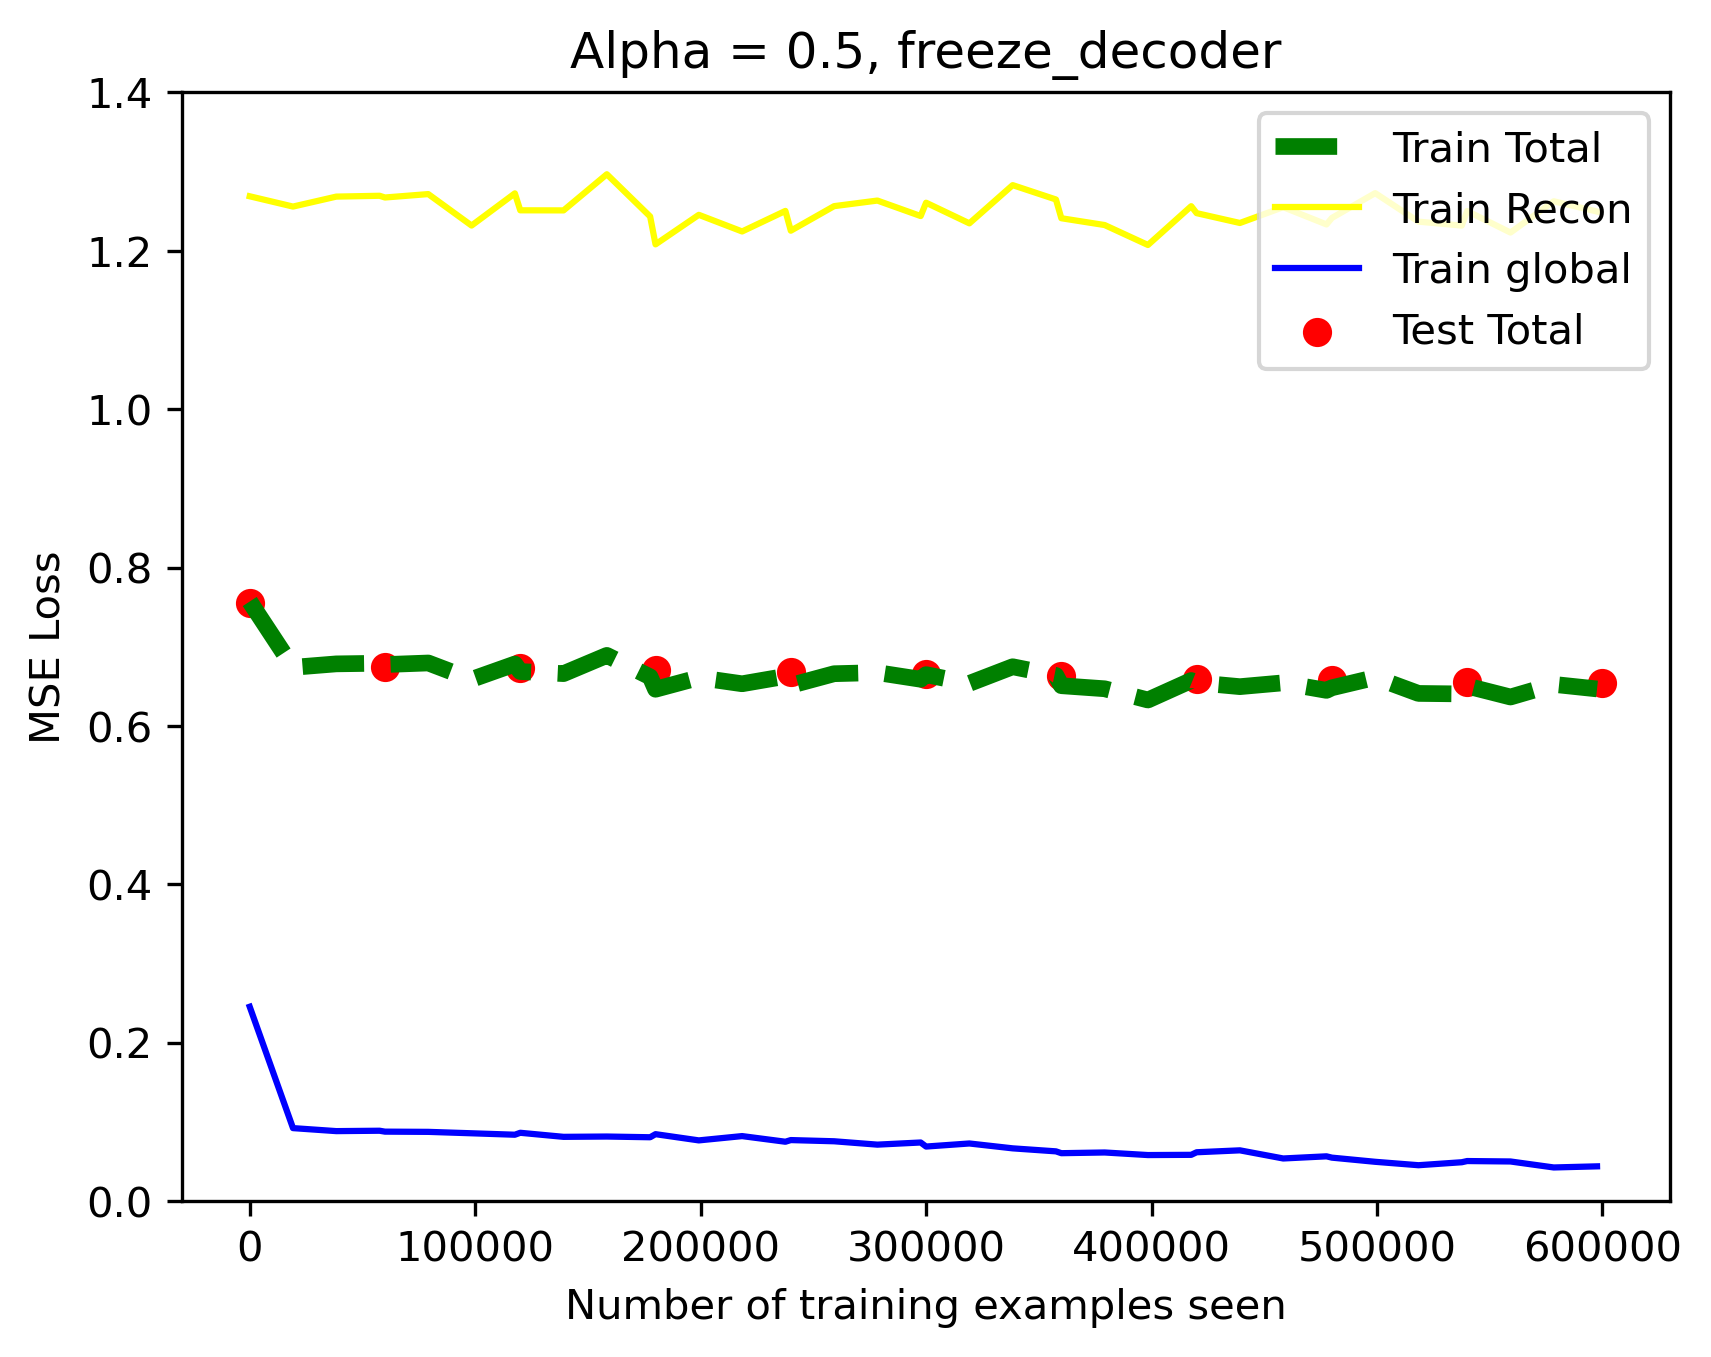 Alpha = 0.5, freeze_decoder
1.4
1.2
1.0
0.8
0.6
0.4
0.2
0.0
MSE Loss
Train Total
Train Recon
Train global
Test Total
0 100000 200000 300000 400000 500000 600000
Number of training examples seen